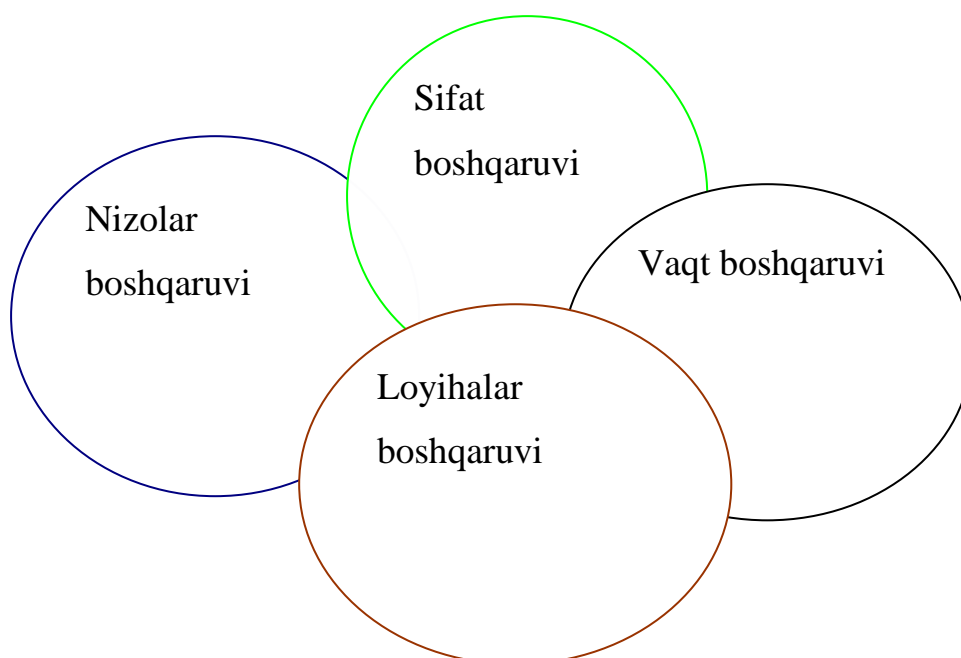 Sifat
boshqaruvi
Nizolar
boshqaruvi
Vaqt boshqaruvi
Loyihalar
boshqaruvi